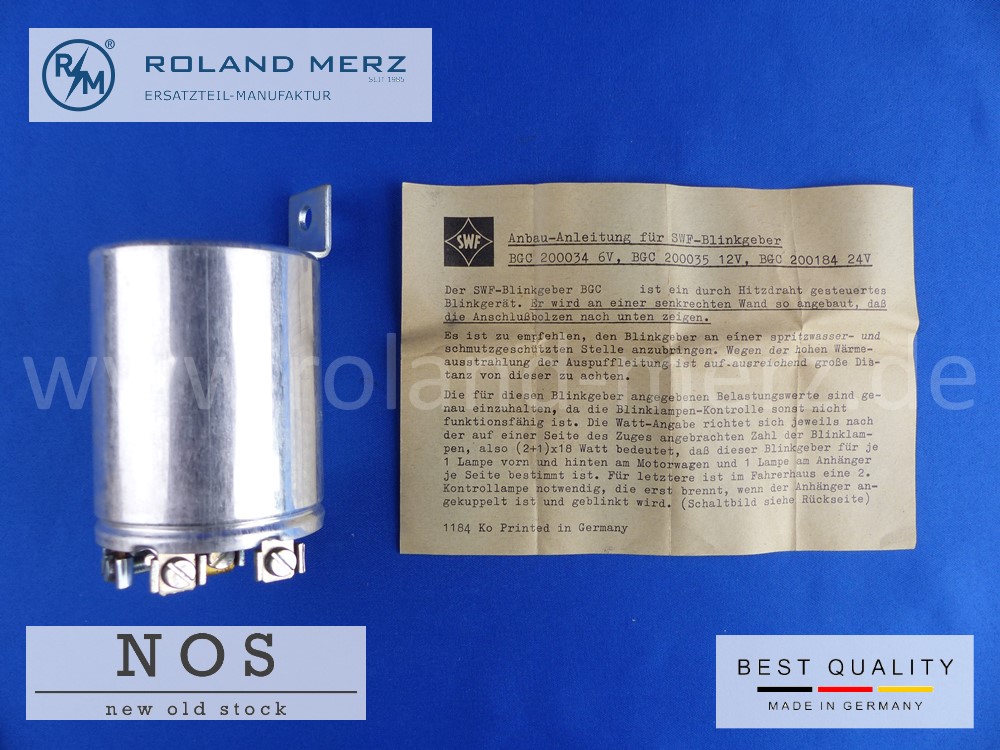 R/M®
ROLAND MERZ
SEIT 1985
ERSATZTEIL-MANUFAKTUR
SWF
Anbau-Anleitung für SWF-Blinkgeber
BGC 200034 6V, BGC 200035 12V, BGC 200184 24V
Der SWF-Blinkgeber BGC ist ein durch Hitzdraht gesteuertes
Blinkgerät. Er wird an einer senkrechten Wand so angebaut, daß
die Anschlußbolzen nach unten zeigen.
Es ist zu empfehlen, den Blinkgeber an einer spritzwasser- und
schmutzgeschützten Stelle anzubringen. Wegen der hohen Wärme-
ausstrahlung der Auspuffleitung ist auf ausreichend große Dis-
tanz von dieser zu achten.
Die für diesen Blinkgeber angegebenen Belastungswerte sind ge-
nau einzuhalten, da die Blinklampen-Kontrolle sonst nicht
funktionsfähig ist. Die Watt-Angabe richtet sich jeweils nach
der auf einer Seite des Zuges angebrachten Zahl der Blinklam-
pen, also (2+1)x18 Watt bedeutet, daß dieser Blinkgeber für je
1 Lampe vorn und hinten am Motorwagen und 1 Lampe am Anhänger
je Seite bestimmt ist. Für letztere ist im Fahrerhaus eine 2.
Kontrollampe notwendig, die erst brennt, wenn der Anhänger an-
gekuppelt ist und geblinkt wird. (Schaltbild siehe Rückseite)
1184 Ko Printed in Germany
www.roland-merz.de
NOS
new old stock
BEST QUALITY
MADE IN GERMANY